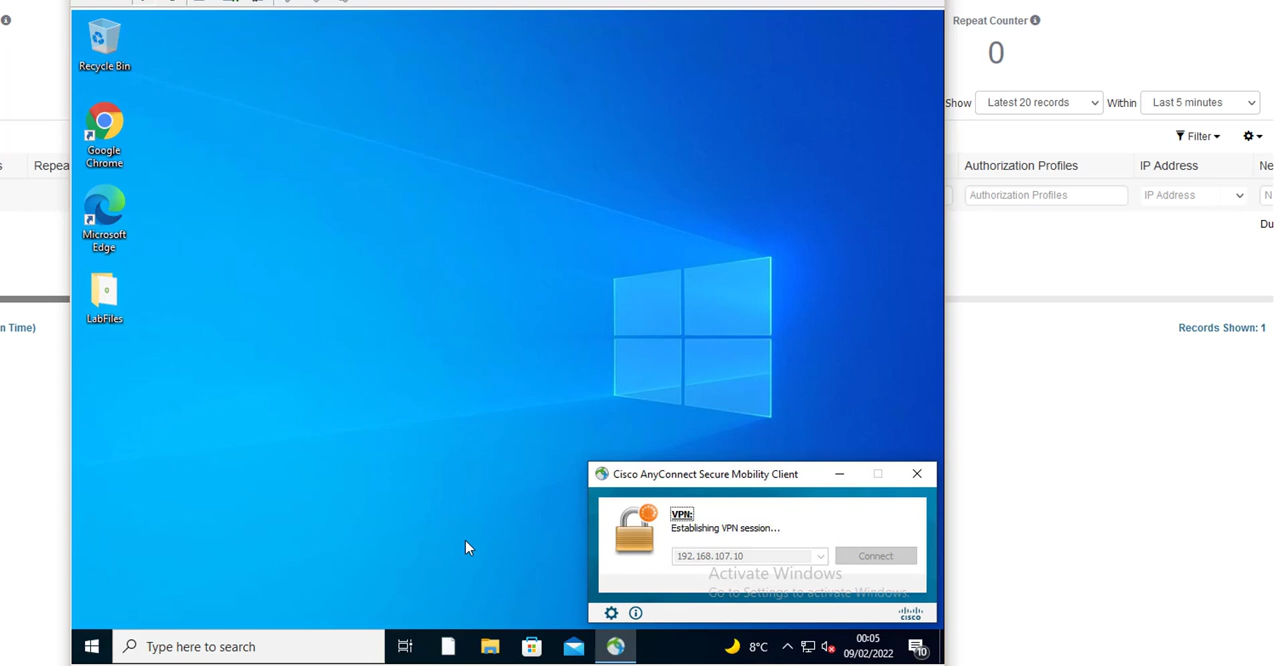 Repeat Counter
0
Show Latest 20 records Within Last 5 minutes
Filter
s Repea Authorization Profiles IP Address Ne
Authorization Profiles IP Address N
Du
n Time) Records Shown: 1
Recycle Bin
Google
Chrome
Microsoft
Edge
LabFiles
Cisco AnyConnect Secure Mobility Client
VPN:
Establishing VPN session...
192.168.107.10 Connect
Activate Windows
Go to Settings to activate Windows.
cisco
Type here to search
8°C 00:05
09/02/2022
10